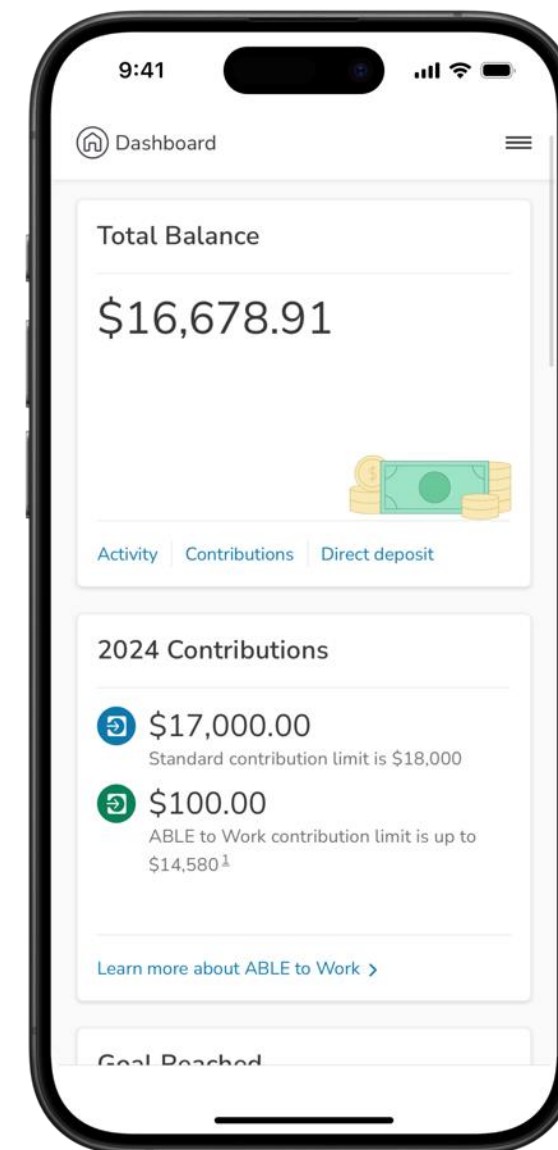 9:41
Dashboard
Total Balance
$16,678.91
Activity
Contributions
Direct deposit
2024 Contributions
$17,000.00
Standard contribution limit is $18,000
$100.00
ABLE to Work contribution limit is up to
$14,580 1
Learn more about ABLE to Work >
Goal Reached